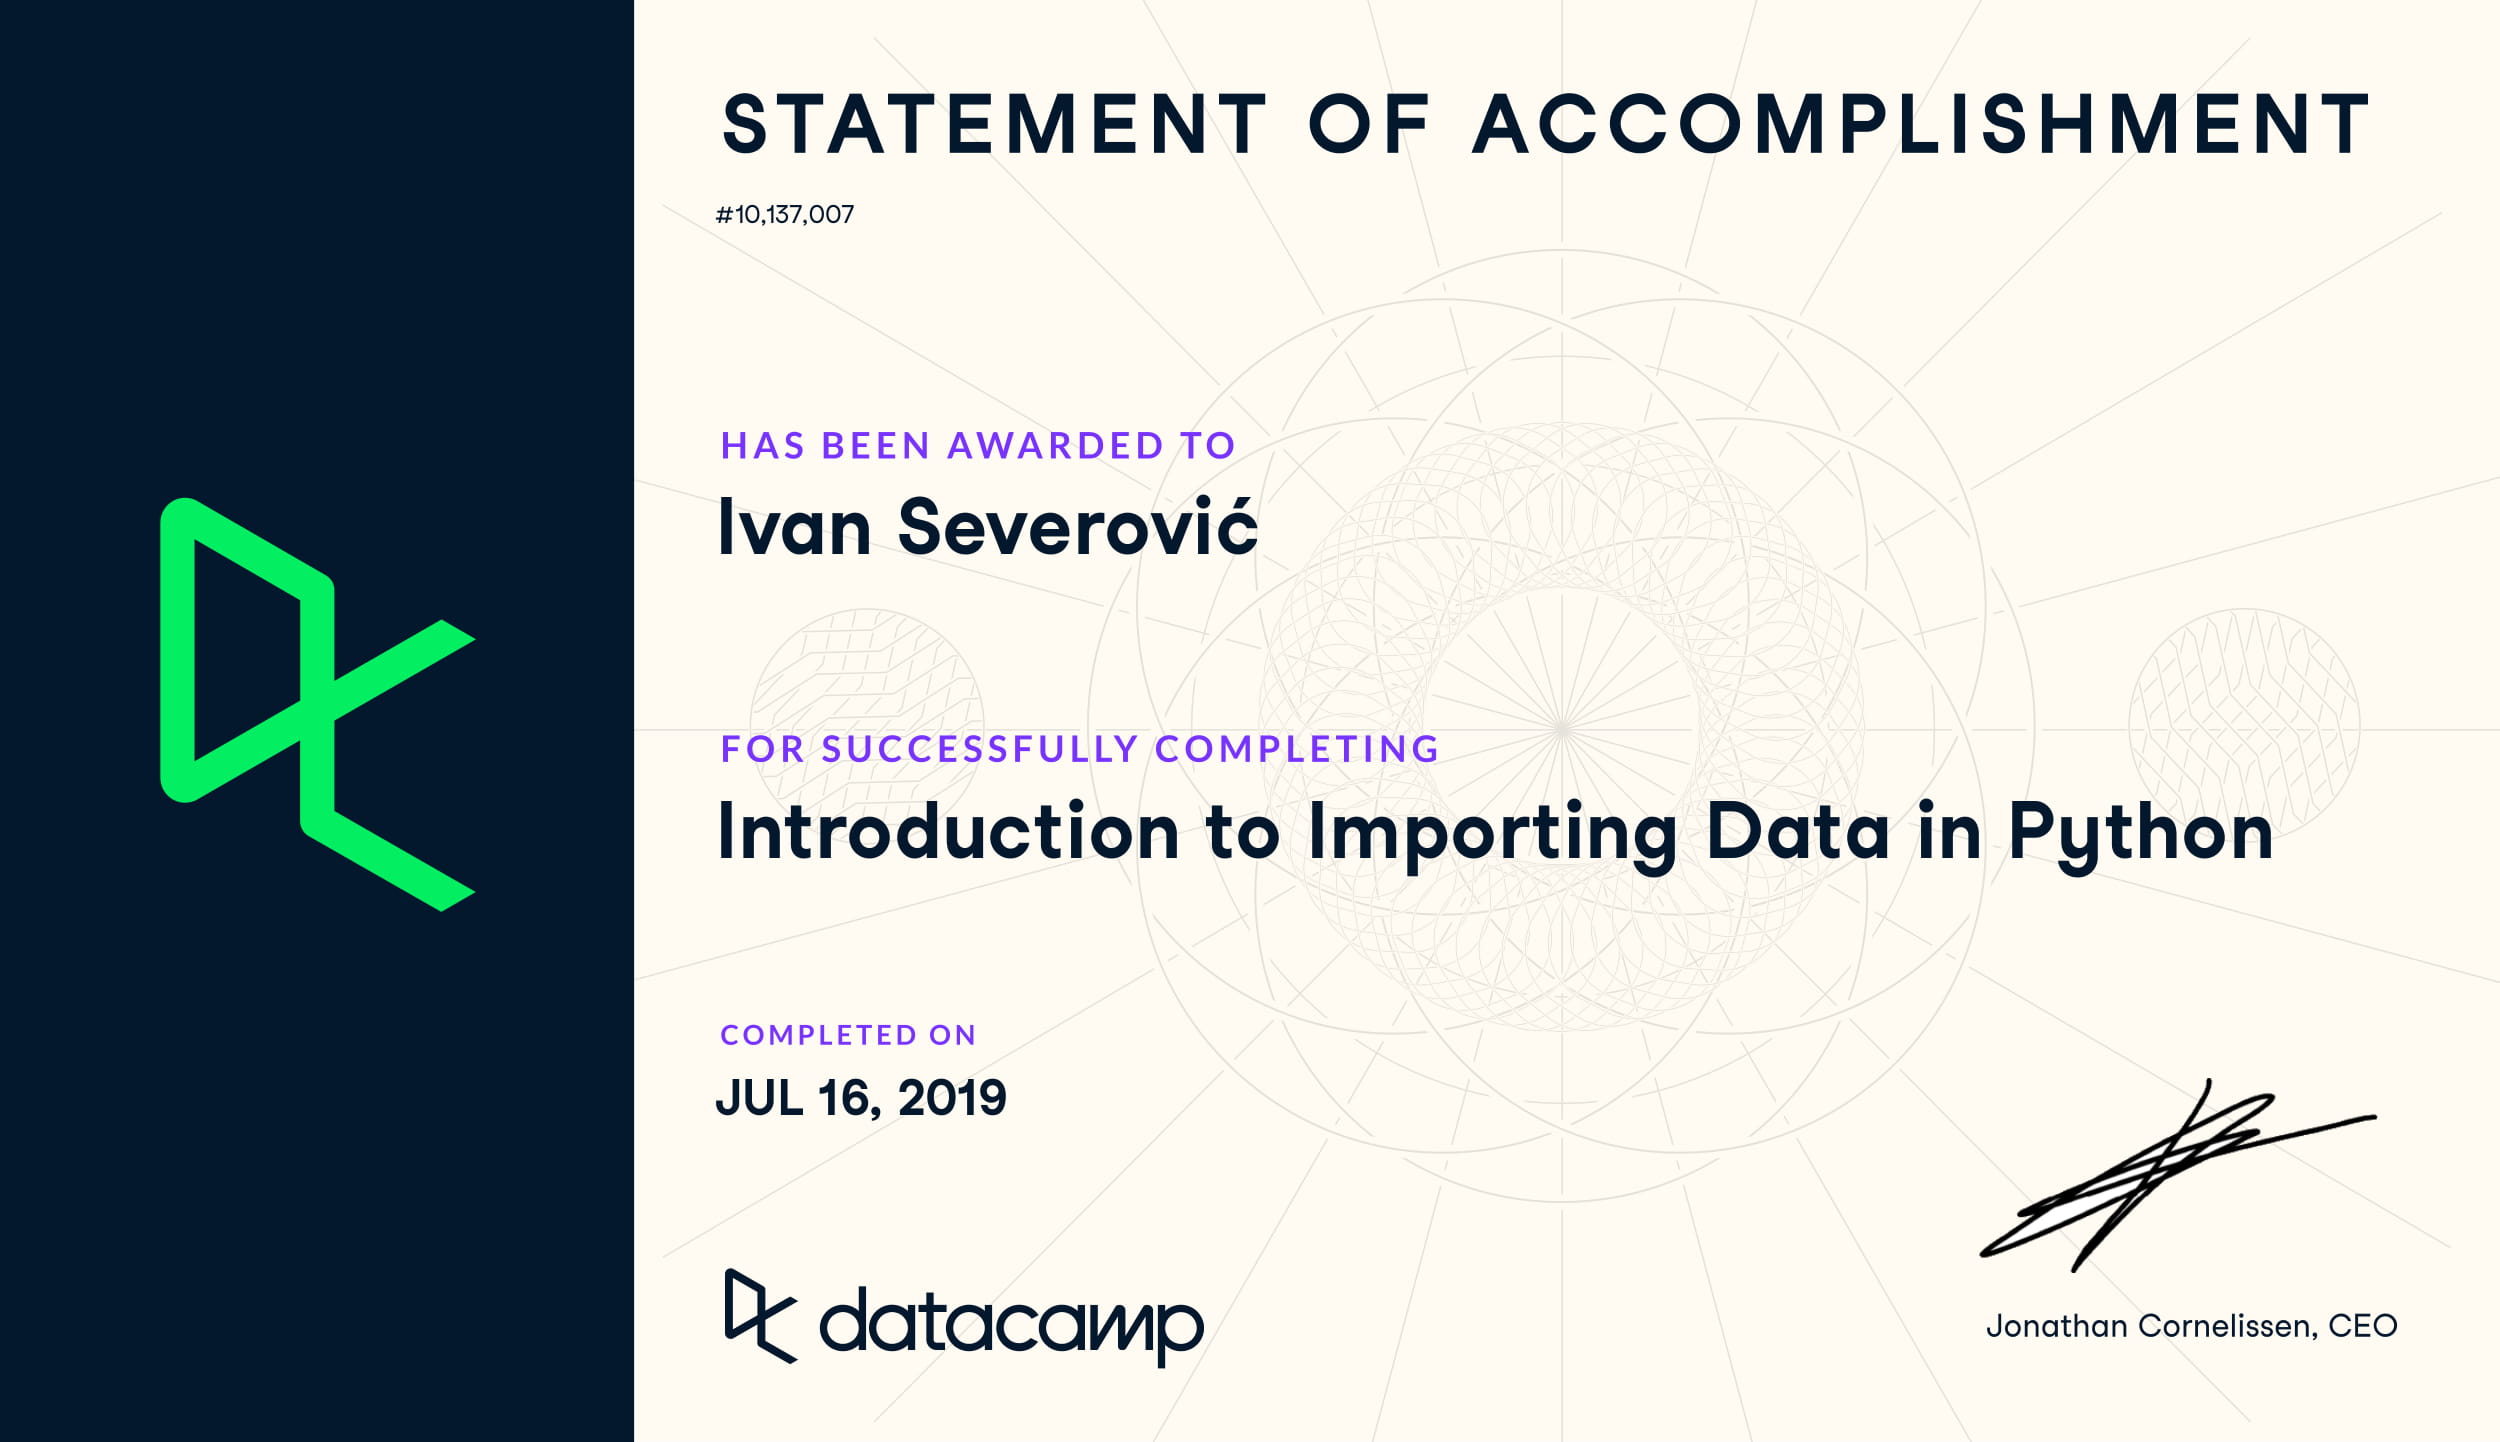 STATEMENT OF ACCOMPLISHMENT
#10,137,007
HAS BEEN AWARDED TO
Ivan Severović
FOR SUCCESSFULLY COMPLETING
Introduction to Importing Data in Python
COMPLETED ON
JUL 16, 2019
datacamp
Jonathan Cornelissen, CEO